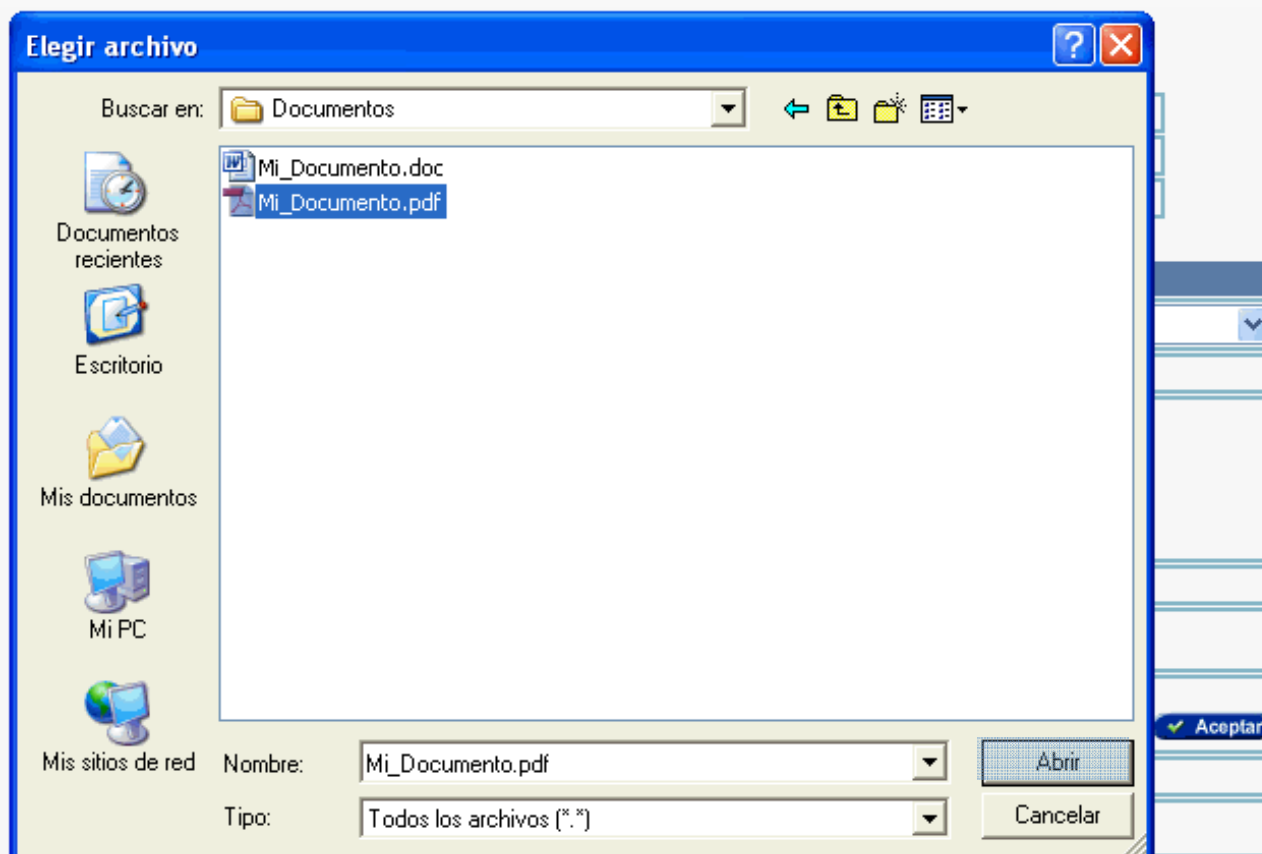 Elegir archivo
Buscar en: Documentos
Mi_Documento.doc
Mi_Documento.pdf
Documentos
recientes
Escritorio
Mis documentos
Mi PC
Mis sitios de red
Nombre: Mi_Documento.pdf Abrir
Tipo: Todos los archivos (*.*) Cancelar
Aceptar